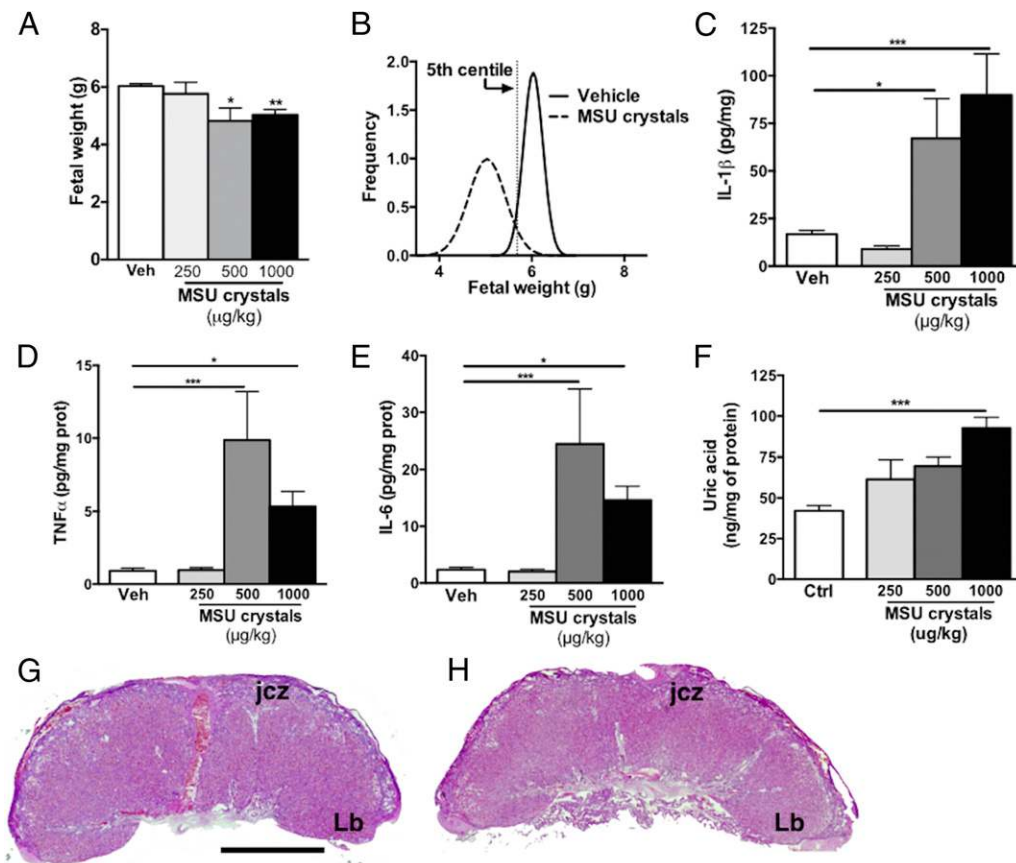 A
Fetal weight (g)
8
6
4
2
0
*
**
Veh
250
500
1000
MSU crystals
(µg/kg)
B
Frequency
2.0
1.5
1.0
0.5
0.0
5th centile
Vehicle
MSU crystals
4
6
8
Fetal weight (g)
C
IL-1β (pg/mg)
125
100
75
50
25
0
***
*
Veh
250
500
1000
MSU crystals
(µg/kg)
D
TNFα (pg/mg prot)
15
10
5
0
*
***
Veh
250
500
1000
MSU crystals
(µg/kg)
E
IL-6 (pg/mg prot)
40
30
20
10
0
*
***
Veh
250
500
1000
MSU crystals
(µg/kg)
F
Uric acid
(ng/mg of protein)
125
100
75
50
25
0
***
Ctrl
250
500
1000
MSU crystals
(ug/kg)
G
jcz
Lb
H
jcz
Lb